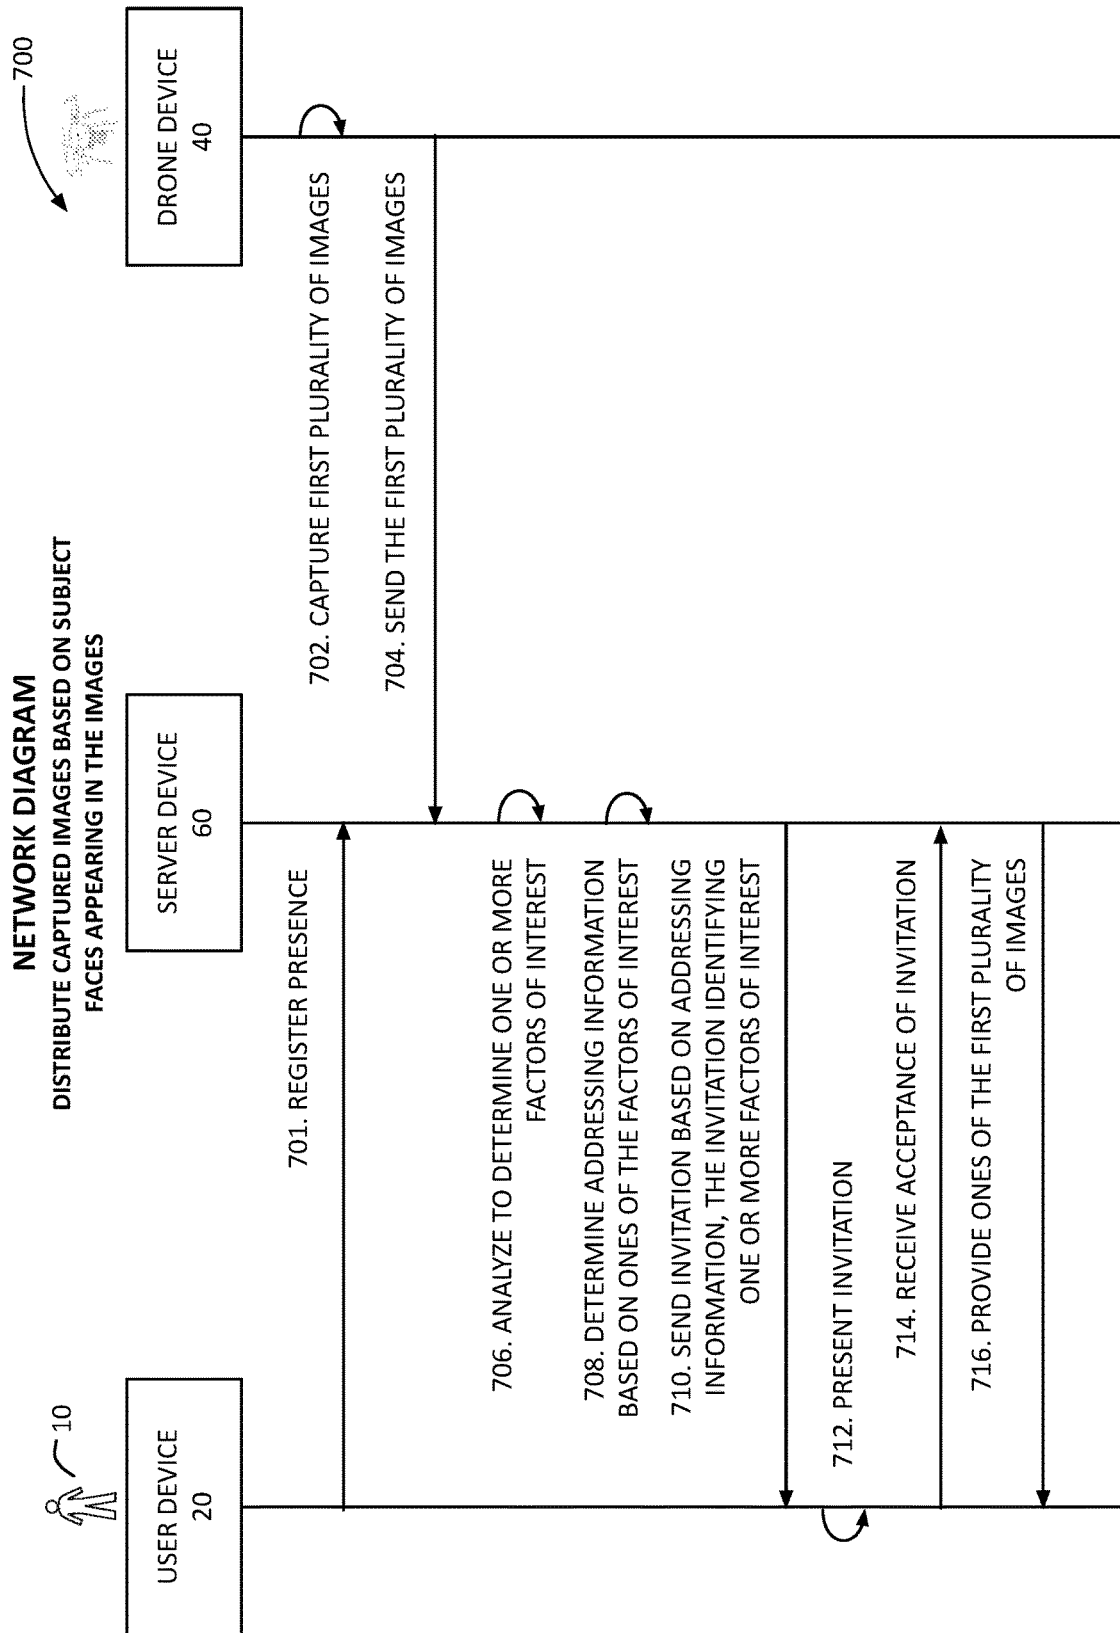 NETWORK DIAGRAM
DISTRIBUTE CAPTURED IMAGES BASED ON SUBJECT
FACES APPEARING IN THE IMAGES
700
10
USER DEVICE
20
SERVER DEVICE
60
DRONE DEVICE
40
701. REGISTER PRESENCE
702. CAPTURE FIRST PLURALITY OF IMAGES
704. SEND THE FIRST PLURALITY OF IMAGES
706. ANALYZE TO DETERMINE ONE OR MORE
FACTORS OF INTEREST
708. DETERMINE ADDRESSING INFORMATION
BASED ON ONES OF THE FACTORS OF INTEREST
710. SEND INVITATION BASED ON ADDRESSING
INFORMATION, THE INVITATION IDENTIFYING
ONE OR MORE FACTORS OF INTEREST
712. PRESENT INVITATION
714. RECEIVE ACCEPTANCE OF INVITATION
716. PROVIDE ONES OF THE FIRST PLURALITY
OF IMAGES